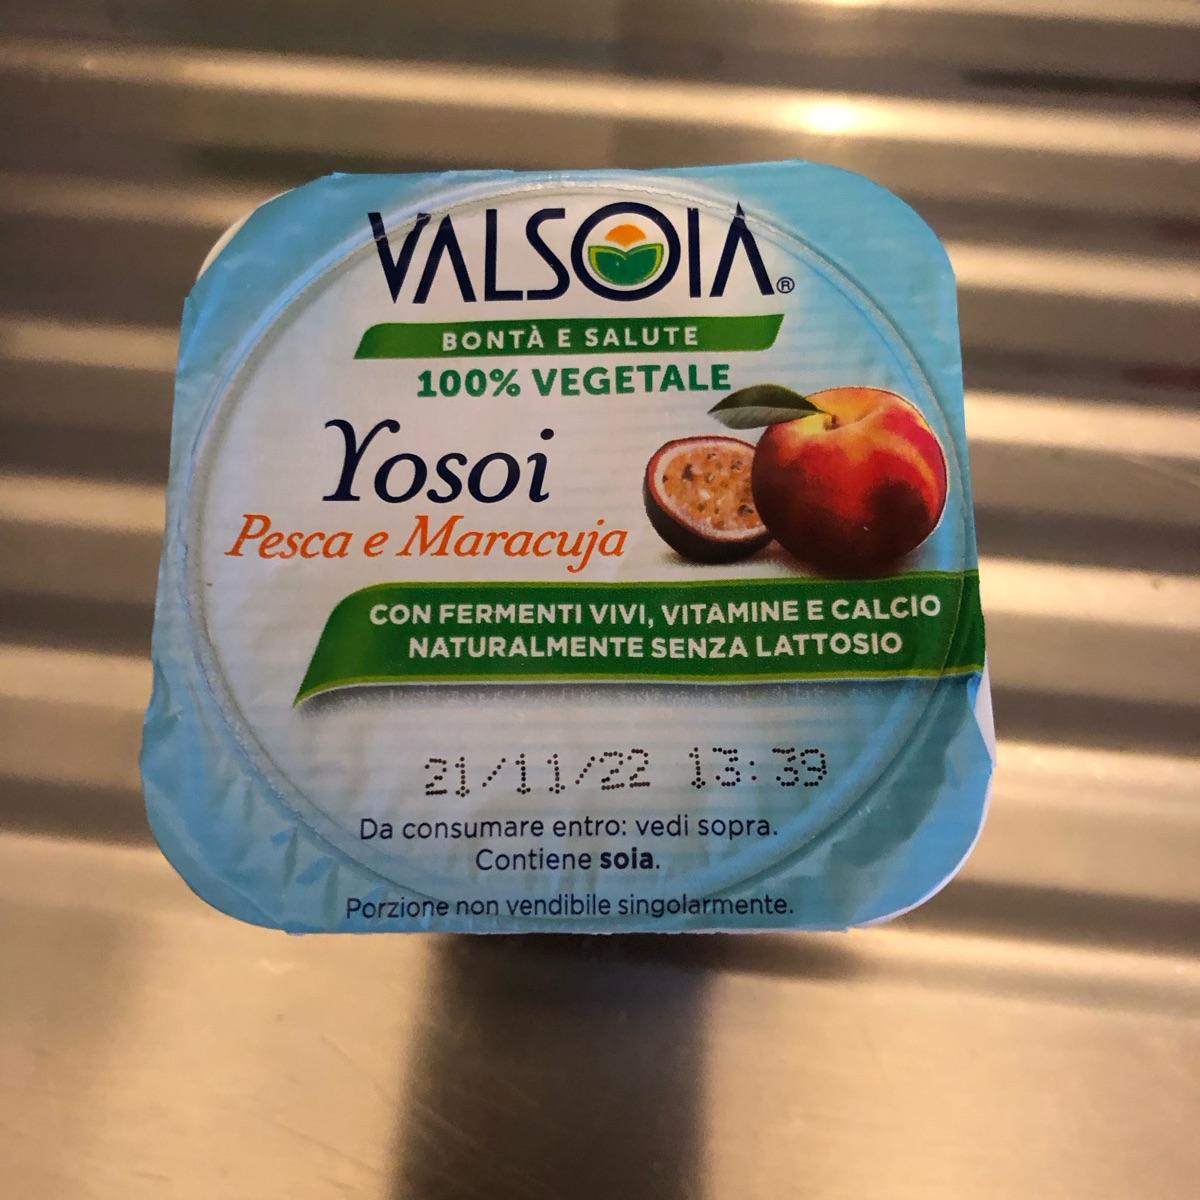 VALSOIA®
BONTÀ E SALUTE
100% VEGETALE
Yosoi
Pesca e Maracuja
CON FERMENTI VIVI, VITAMINE E CALCIO
NATURALMENTE SENZA LATTOSIO
21/11/22 13:39
Da consumare entro: vedi sopra.
Contiene soia.
Porzione non vendibile singolarmente.